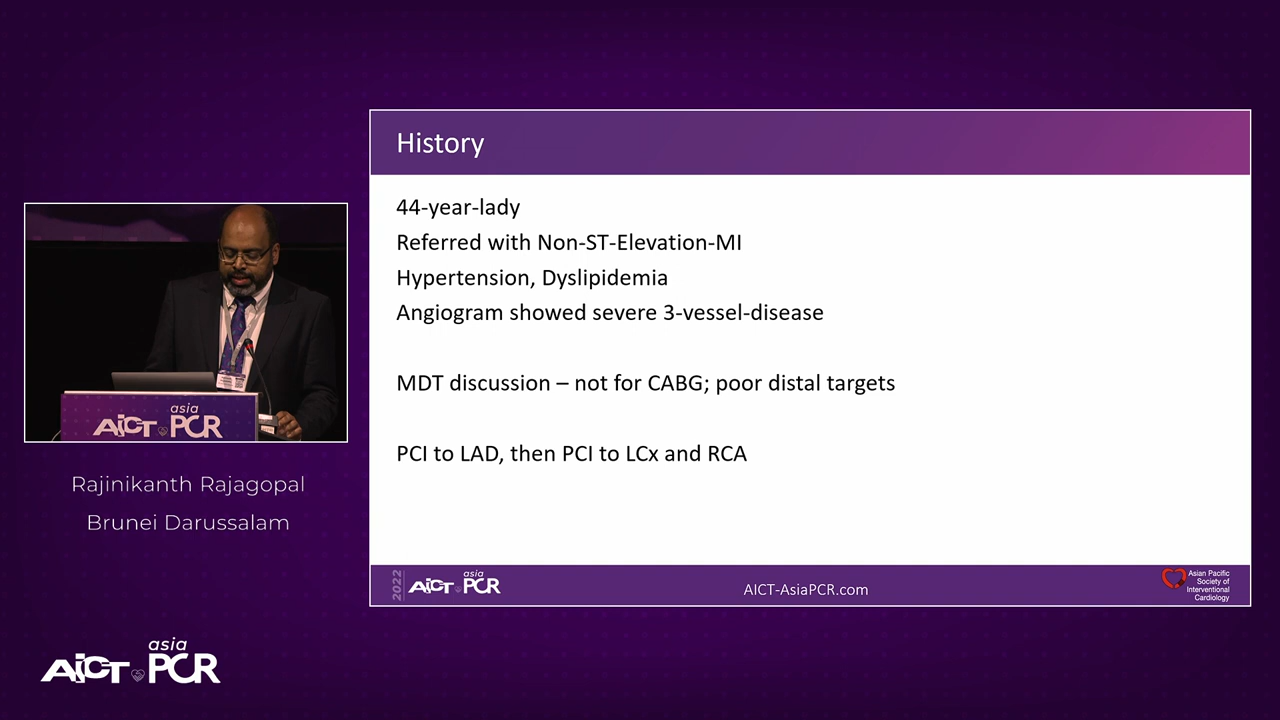 History
44-year-lady
Referred with Non-ST-Elevation-MI
Hypertension, Dyslipidemia
Angiogram showed severe 3-vessel-disease
MDT discussion – not for CABG; poor distal targets
PCI to LAD, then PCI to LCx and RCA
2022
asia
AICT PCR
AICT-AsiaPCR.com
Asian Pacific
Society of
Interventional
Cardiology
asia
AICT PCR
Rajinikanth Rajagopal
Brunei Darussalam
asia
AICT PCR